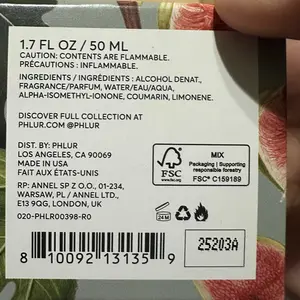 1.7 FL OZ / 50 ML
CAUTION: CONTENTS ARE FLAMMABLE.
PRÉCAUTIONS : INFLAMMABLE.
INGREDIENTS / INGRÉDIENTS : ALCOHOL DENAT.,
FRAGRANCE/PARFUM, WATER/EAU/AQUA,
ALPHA-ISOMETHYL-IONONE, COUMARIN, LIMONENE.
DISCOVER FULL COLLECTION AT
PHLUR.COM @PHLUR
DIST. BY: PHLUR
LOS ANGELES, CA 90069
MADE IN USA
FAIT AUX ÉTATS-UNIS
RP: ANNEL SP Z O.O., 01-234,
WARSAW, PL / ANNEL LTD.,
E13 9QG, LONDON, UK
020-PHLR00398-R0
FSC
MIX
Packaging | Supporting
responsible forestry
FSC® C159189
24 M
25203A
8 10092 13135 9